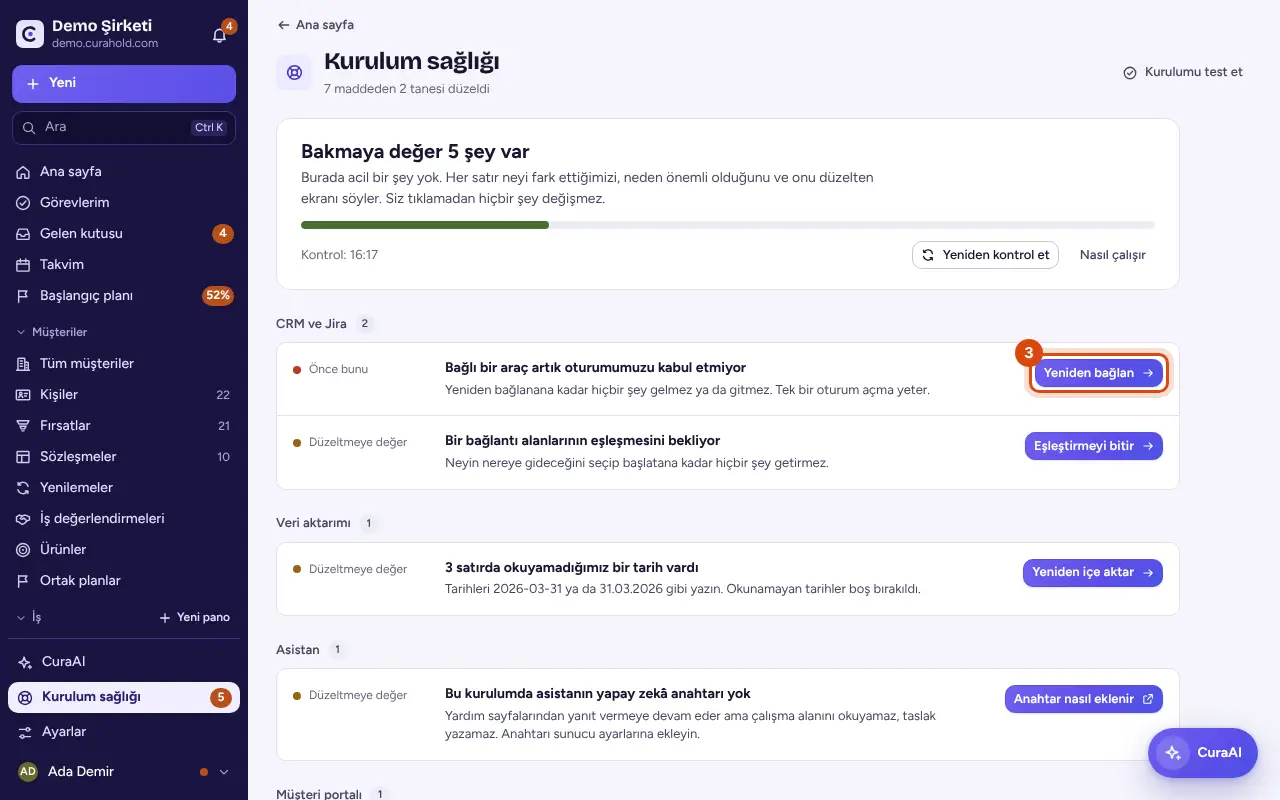 Demo Şirketi
demo.curahold.com
4
Yeni
Ara
Ctrl K
Ana sayfa
Görevlerim
Gelen kutusu
4
Takvim
Başlangıç planı
52%
Müşteriler
Tüm müşteriler
Kişiler
22
Fırsatlar
21
Sözleşmeler
10
Yenilemeler
İş değerlendirmeleri
Ürünler
Ortak planlar
İş
Yeni pano
CuraAI
Kurulum sağlığı
5
Ayarlar
AD
Ada Demir
Ana sayfa
Kurulum sağlığı
7 maddeden 2 tanesi düzeldi
Kurulumu test et
Bakmaya değer 5 şey var
Burada acil bir şey yok. Her satır neyi fark ettiğimizi, neden önemli olduğunu ve onu düzelten
ekranı söyler. Siz tıklamadan hiçbir şey değişmez.
Kontrol: 16:17
Yeniden kontrol et
Nasıl çalışır
CRM ve Jira
2
Önce bunu
Bağlı bir araç artık oturumumuzu kabul etmiyor
Yeniden bağlanana kadar hiçbir şey gelmez ya da gitmez. Tek bir oturum açma yeter.
3
Yeniden bağlan
Düzeltmeye değer
Bir bağlantı alanlarının eşleşmesini bekliyor
Neyin nereye gideceğini seçip başlatana kadar hiçbir şey getirmez.
Eşleştirmeyi bitir
Veri aktarımı
1
Düzeltmeye değer
3 satırda okuyamadığımız bir tarih vardı
Tarihleri 2026-03-31 ya da 31.03.2026 gibi yazın. Okunamayan tarihler boş bırakıldı.
Yeniden içe aktar
Asistan
1
Düzeltmeye değer
Bu kurulumda asistanın yapay zekâ anahtarı yok
Yardım sayfalarından yanıt vermeye devam eder ama çalışma alanını okuyamaz, taslak
yazamaz. Anahtarı sunucu ayarlarına ekleyin.
Anahtar nasıl eklenir
CuraAI
Müşteri portalı
1